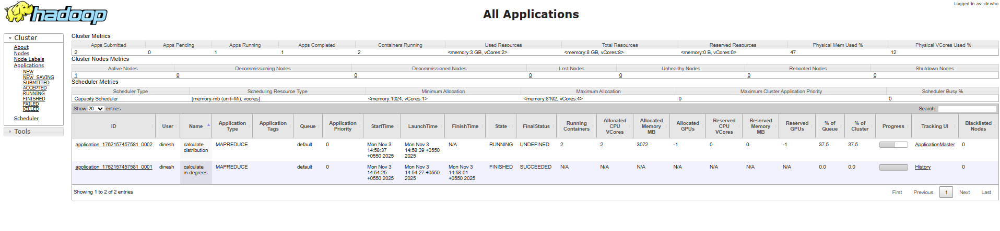 Logged in as: dr.who
hadoop
All Applications
Cluster
About
Nodes
Node Labels
Applications
NEW
NEW_SAVING
SUBMITTED
ACCEPTED
RUNNING
FINISHED
FAILED
KILLED
Scheduler
Tools
Cluster Metrics
Apps Submitted Apps Pending Apps Running Apps Completed Containers Running Used Resources Total Resources Reserved Resources Physical Mem Used % Physical VCores Used %
2 0 1 1 2 <memory:3 GB, vCores:2> <memory:8 GB, vCores:8> <memory:0 B, vCores:0> 47 12
Cluster Nodes Metrics
Active Nodes Decommissioning Nodes Decommissioned Nodes Lost Nodes Unhealthy Nodes Rebooted Nodes Shutdown Nodes
1 0 0 0 0 0 0
Scheduler Metrics
Scheduler Type Scheduling Resource Type Minimum Allocation Maximum Allocation Maximum Cluster Application Priority Scheduler Busy %
Capacity Scheduler [memory-mb (unit=Mi), vcores] <memory:1024, vCores:1> <memory:8192, vCores:4> 0 0
Show 20 entries Search:
ID User Name Application Type Application Tags Queue Application Priority StartTime LaunchTime FinishTime State FinalStatus Running Containers Allocated CPU VCores Allocated Memory MB Allocated GPUs Reserved CPU VCores Reserved Memory MB Reserved GPUs % of Queue % of Cluster Progress Tracking UI Blacklisted Nodes
application_1762157457581_0002 dinesh calculate distribution MAPREDUCE default 0 Mon Nov 3 14:58:37 +0550 2025 Mon Nov 3 14:58:39 +0550 2025 N/A RUNNING UNDEFINED 2 2 3072 -1 0 0 -1 37.5 37.5 ApplicationMaster 0
application_1762157457581_0001 dinesh calculate in-degrees MAPREDUCE default 0 Mon Nov 3 14:54:25 +0550 2025 Mon Nov 3 14:54:27 +0550 2025 Mon Nov 3 14:58:01 +0550 2025 FINISHED SUCCEEDED N/A N/A N/A N/A N/A N/A N/A 0.0 0.0 History 0
Showing 1 to 2 of 2 entries First Previous 1 Next Last